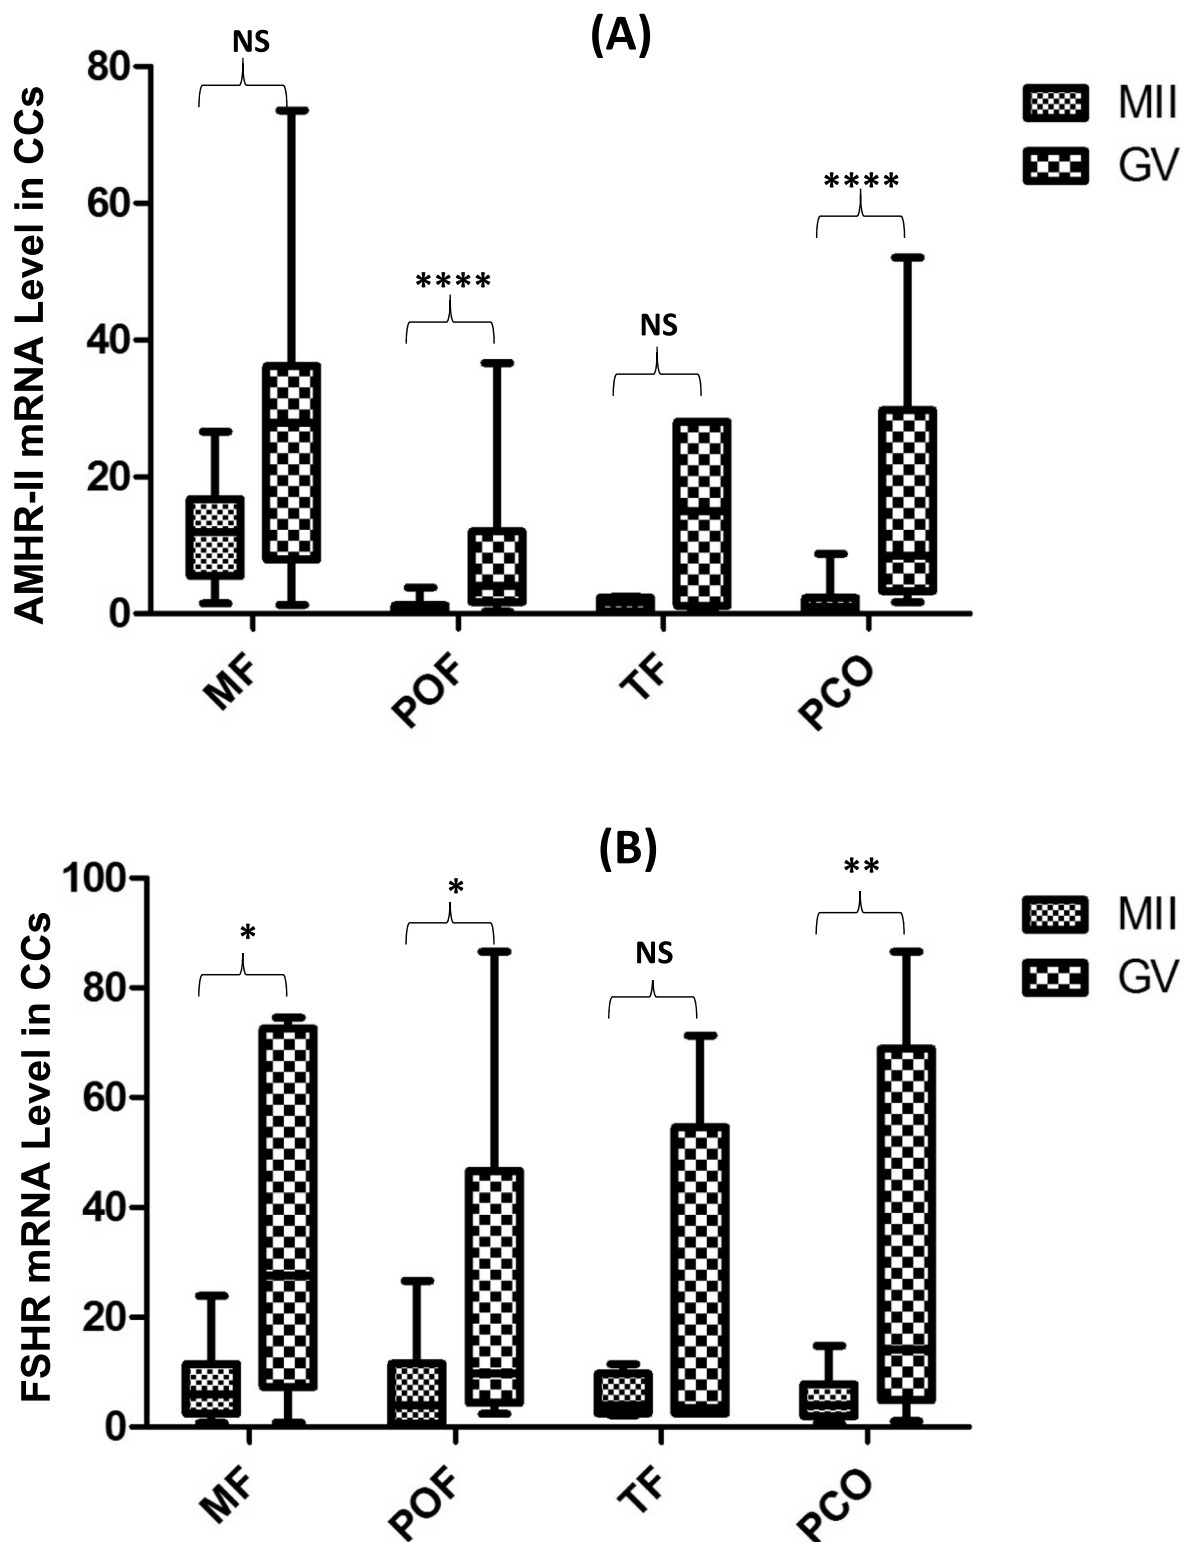 (A)
NS
80
MII
AMHR-II mRNA Level in CCs
GV
****
60
****
NS
40
20
0
MF
POF
TF
PCO
(B)
100
**
*
MII
*
NS
GV
FSHR mRNA Level in CCs
80
60
40
20
0
MF
POF
TF
PCO